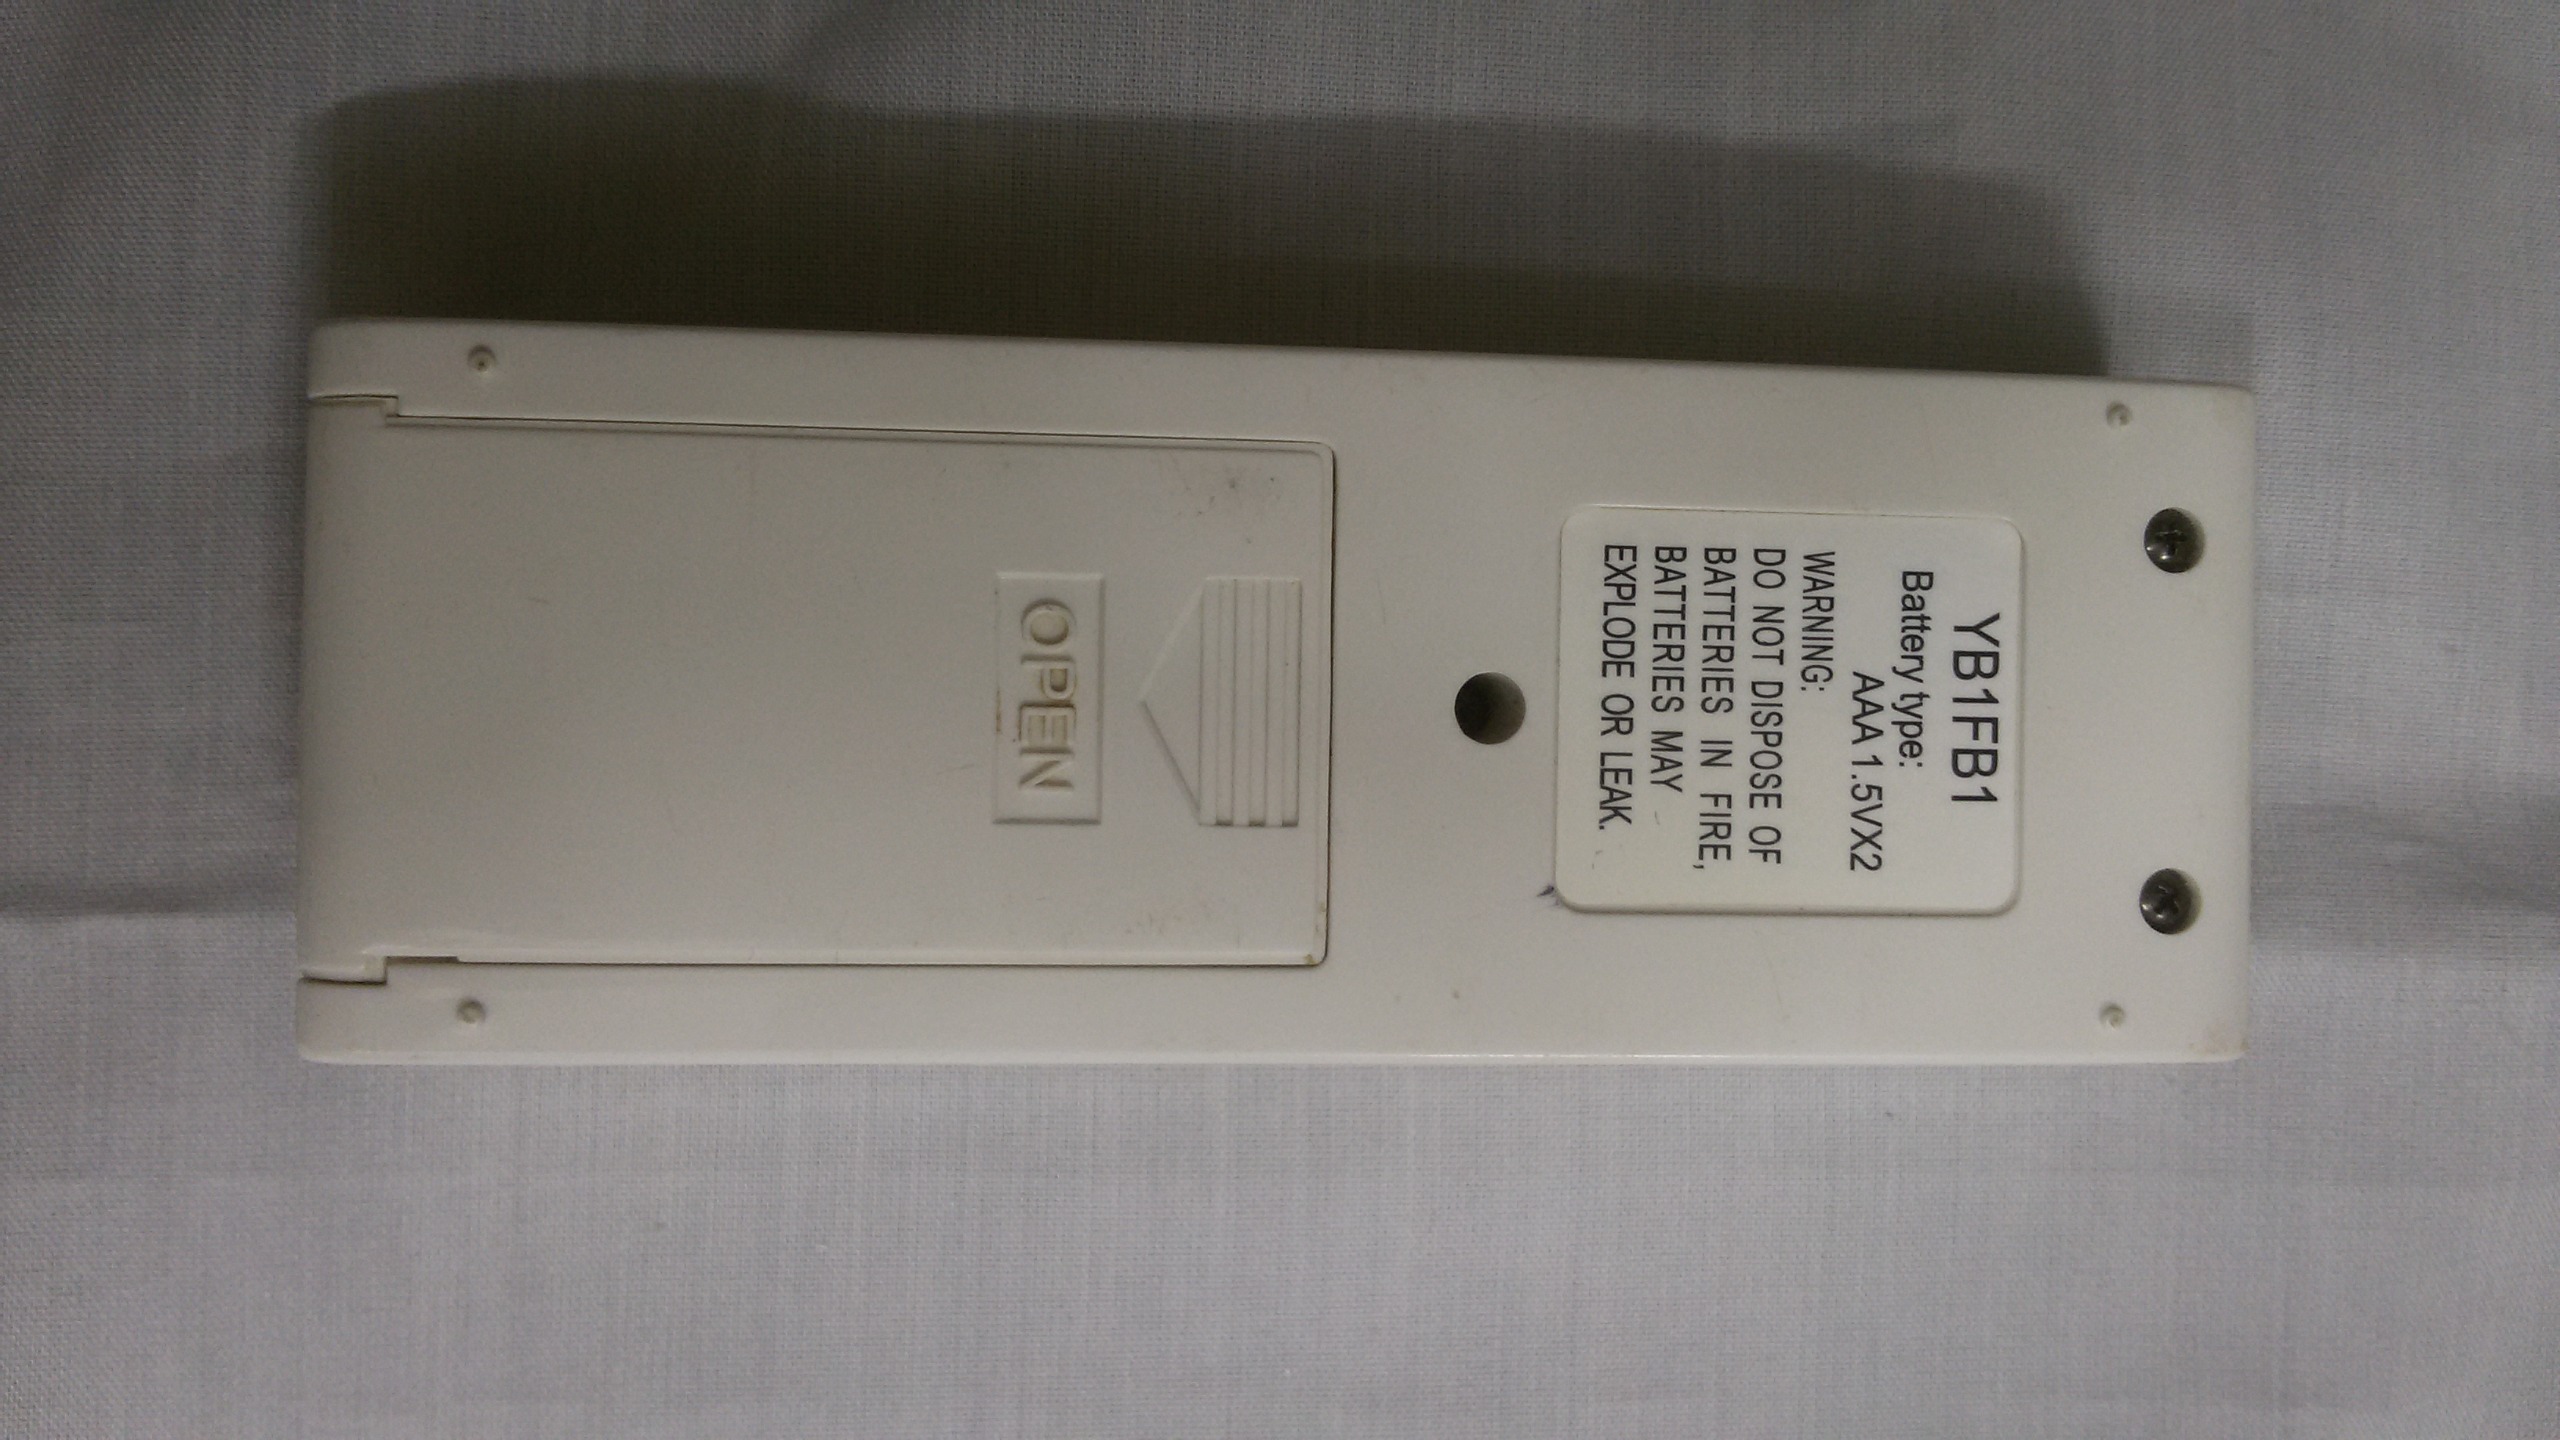 YB1FB1
Battery type:
AAA 1.5VX2
WARNING:
DO NOT DISPOSE OF
BATTERIES IN FIRE,
BATTERIES MAY
EXPLODE OR LEAK.
OPEN